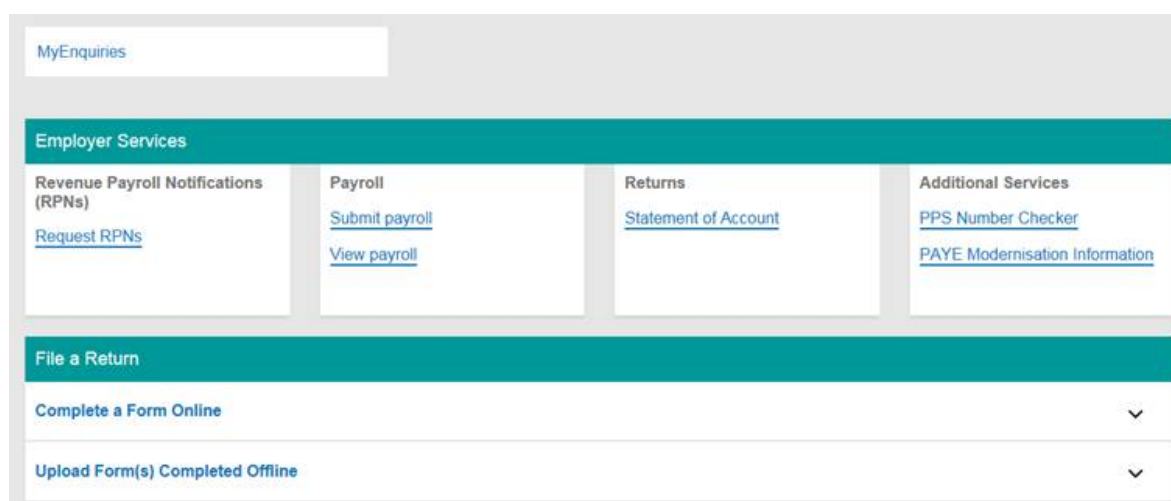 MyEnquiries
Employer Services
Revenue Payroll Notifications
(RPNs)
Request RPNs
Payroll
Submit payroll
View payroll
Returns
Statement of Account
Additional Services
PPS Number Checker
PAYE Modernisation Information
File a Return
Complete a Form Online
Upload Form(s) Completed Offline